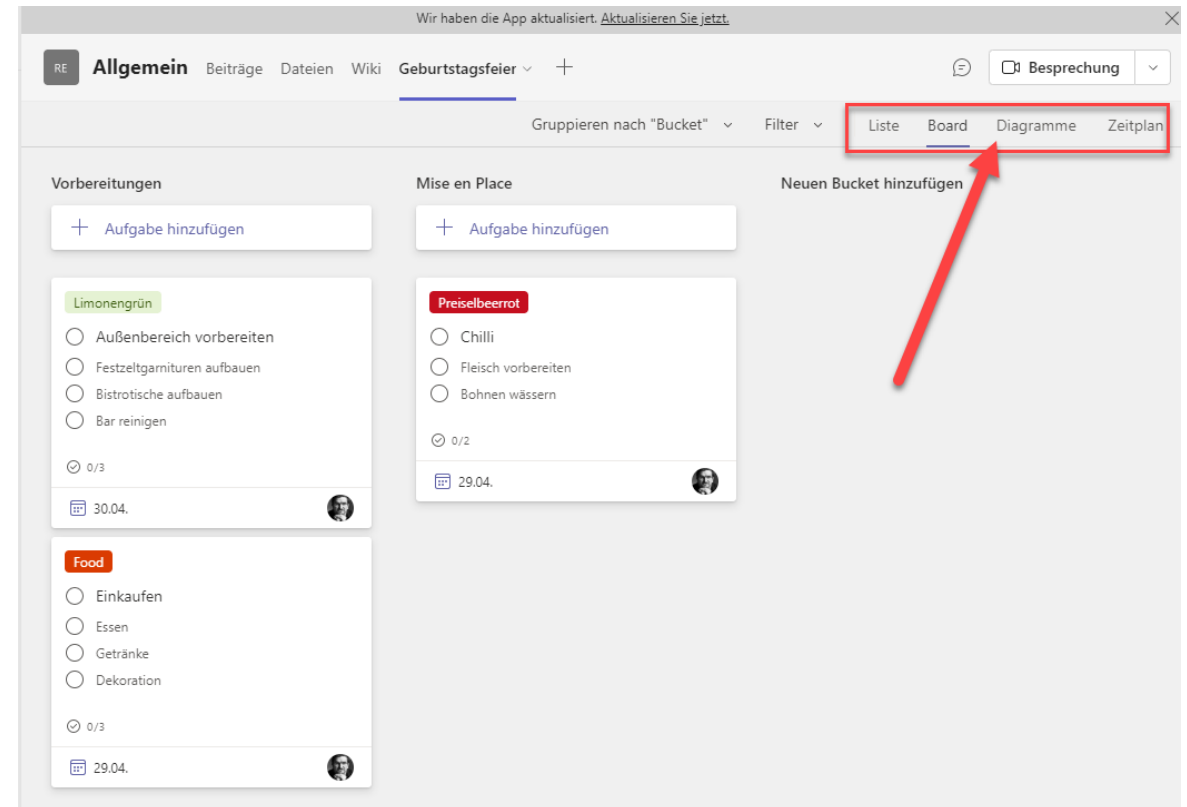 Wir haben die App aktualisiert. Aktualisieren Sie jetzt.
RE Allgemein Beiträge Dateien Wiki Geburtstagsfeier Besprechung
Gruppieren nach "Bucket" Filter Liste Board Diagramme Zeitplan
Vorbereitungen
Aufgabe hinzufügen
Limonengrün
Außenbereich vorbereiten
Festzeltgarnituren aufbauen
Bistrotische aufbauen
Bar reinigen
0/3
30.04.
Food
Einkaufen
Essen
Getränke
Dekoration
0/3
29.04.
Mise en Place
Aufgabe hinzufügen
Preiselbeerrot
Chilli
Fleisch vorbereiten
Bohnen wässern
0/2
29.04.
Neuen Bucket hinzufügen